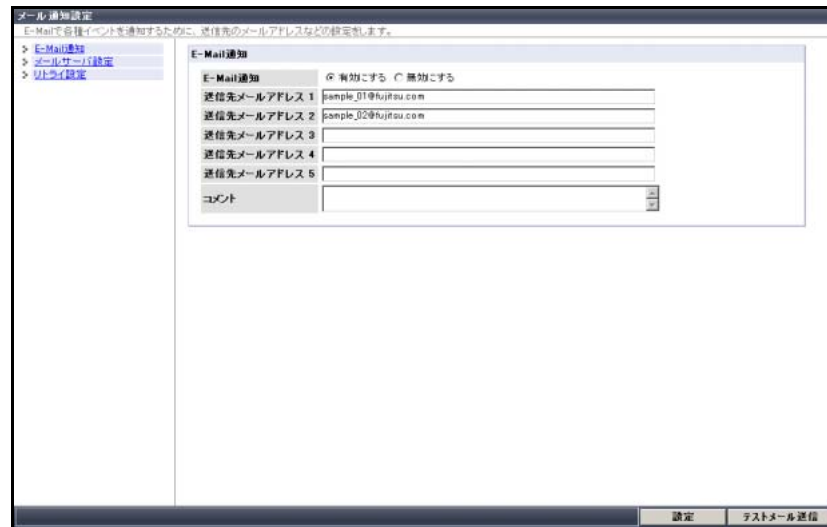 メール通知設定
E-Mailで各種イベントを通知するために、送信先のメールアドレスなどの設定をします。
> E-Mail通知
> メールサーバ設定
> リトライ設定
E-Mail通知
E-Mail通知 有効にする 無効にする
送信先メールアドレス 1 sample_01@fujitsu.com
送信先メールアドレス 2 sample_02@fujitsu.com
送信先メールアドレス 3
送信先メールアドレス 4
送信先メールアドレス 5
コメント
設定 テストメール送信